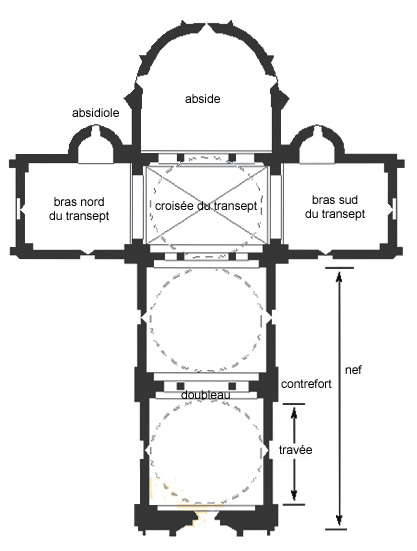 abside
absidiole
bras nord
du transept
croisée du transept
bras sud
du transept
nef
contrefort
doubleau
travée